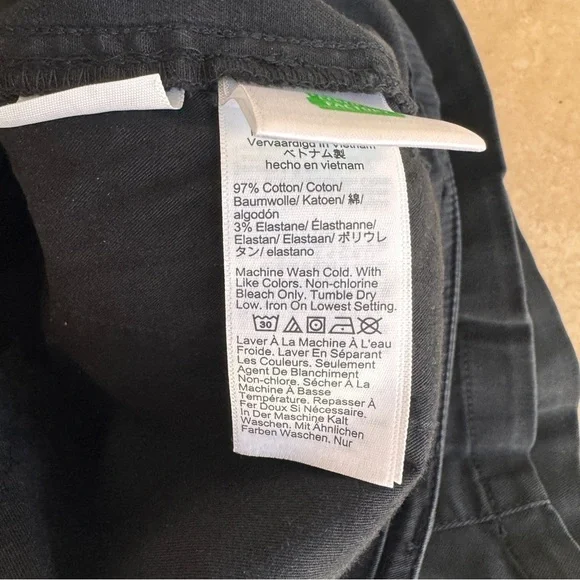 FACTORY
Vervaardigd in Vietnam
ベトナム製
hecho en vietnam
97% Cotton/ Coton/
Baumwolle/ Katoen/ 綿/
algodón
3% Elastane/ Élasthanne/
Elastan/ Elastaan/ ポリウレ
タン/ elastano
Machine Wash Cold. With
Like Colors. Non-chlorine
Bleach Only. Tumble Dry
Low. Iron On Lowest Setting.
30
Laver À La Machine À L'eau
Froide. Laver En Séparant
Les Couleurs. Seulement
Agent De Blanchiment
Non-chlore. Sécher À La
Machine À Basse
Température. Repasser À
Fer Doux Si Nécessaire.
In Der Maschine Kalt
Waschen. Mit Ähnlichen
Farben Waschen. Nur